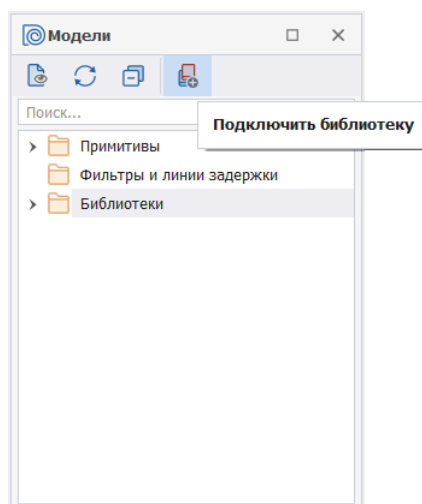 Модели
Поиск...
Подключить библиотеку
Примитивы
Фильтры и линии задержки
Библиотеки